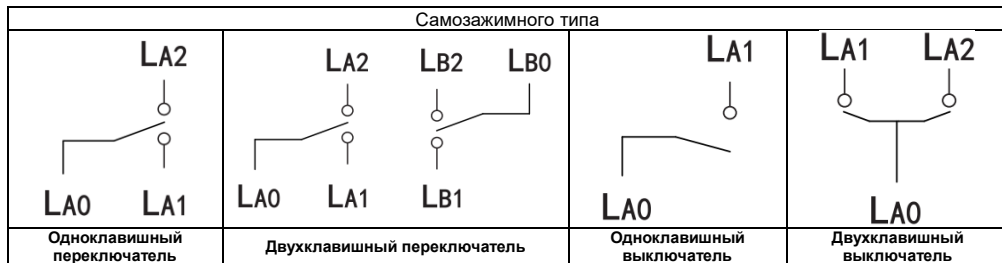 Самозажимного типа
LA2
LA0 LA1
Одноклавишный
переключатель
LA2 LB2 LB0
LA0 LA1 LB1
Двухклавишный переключатель
LA1
LA0
Одноклавишный
выключатель
LA1 LA2
LA0
Двухклавишный
выключатель